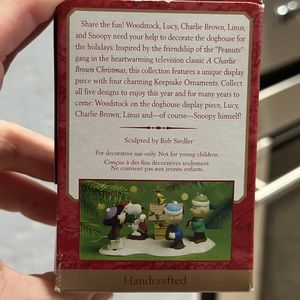 Share the fun! Woodstock, Lucy, Charlie Brown, Linus,
and Snoopy need your help to decorate the doghouse
for the holidays. Inspired by the friendship of the "Peanuts"
gang in the heartwarming television classic A Charlie
Brown Christmas, this collection features a unique display
piece with four charming Keepsake Ornaments. Collect
all five designs to enjoy this year and for many years to
come: Woodstock on the doghouse display piece, Lucy,
Charlie Brown, Linus and—of course—Snoopy himself!
Sculpted by Bob Siedler
For decorative use only. Not for young children.
Conçue à des fins décoratives seulement.
Ne convient pas aux jeunes enfants.
Handcrafted